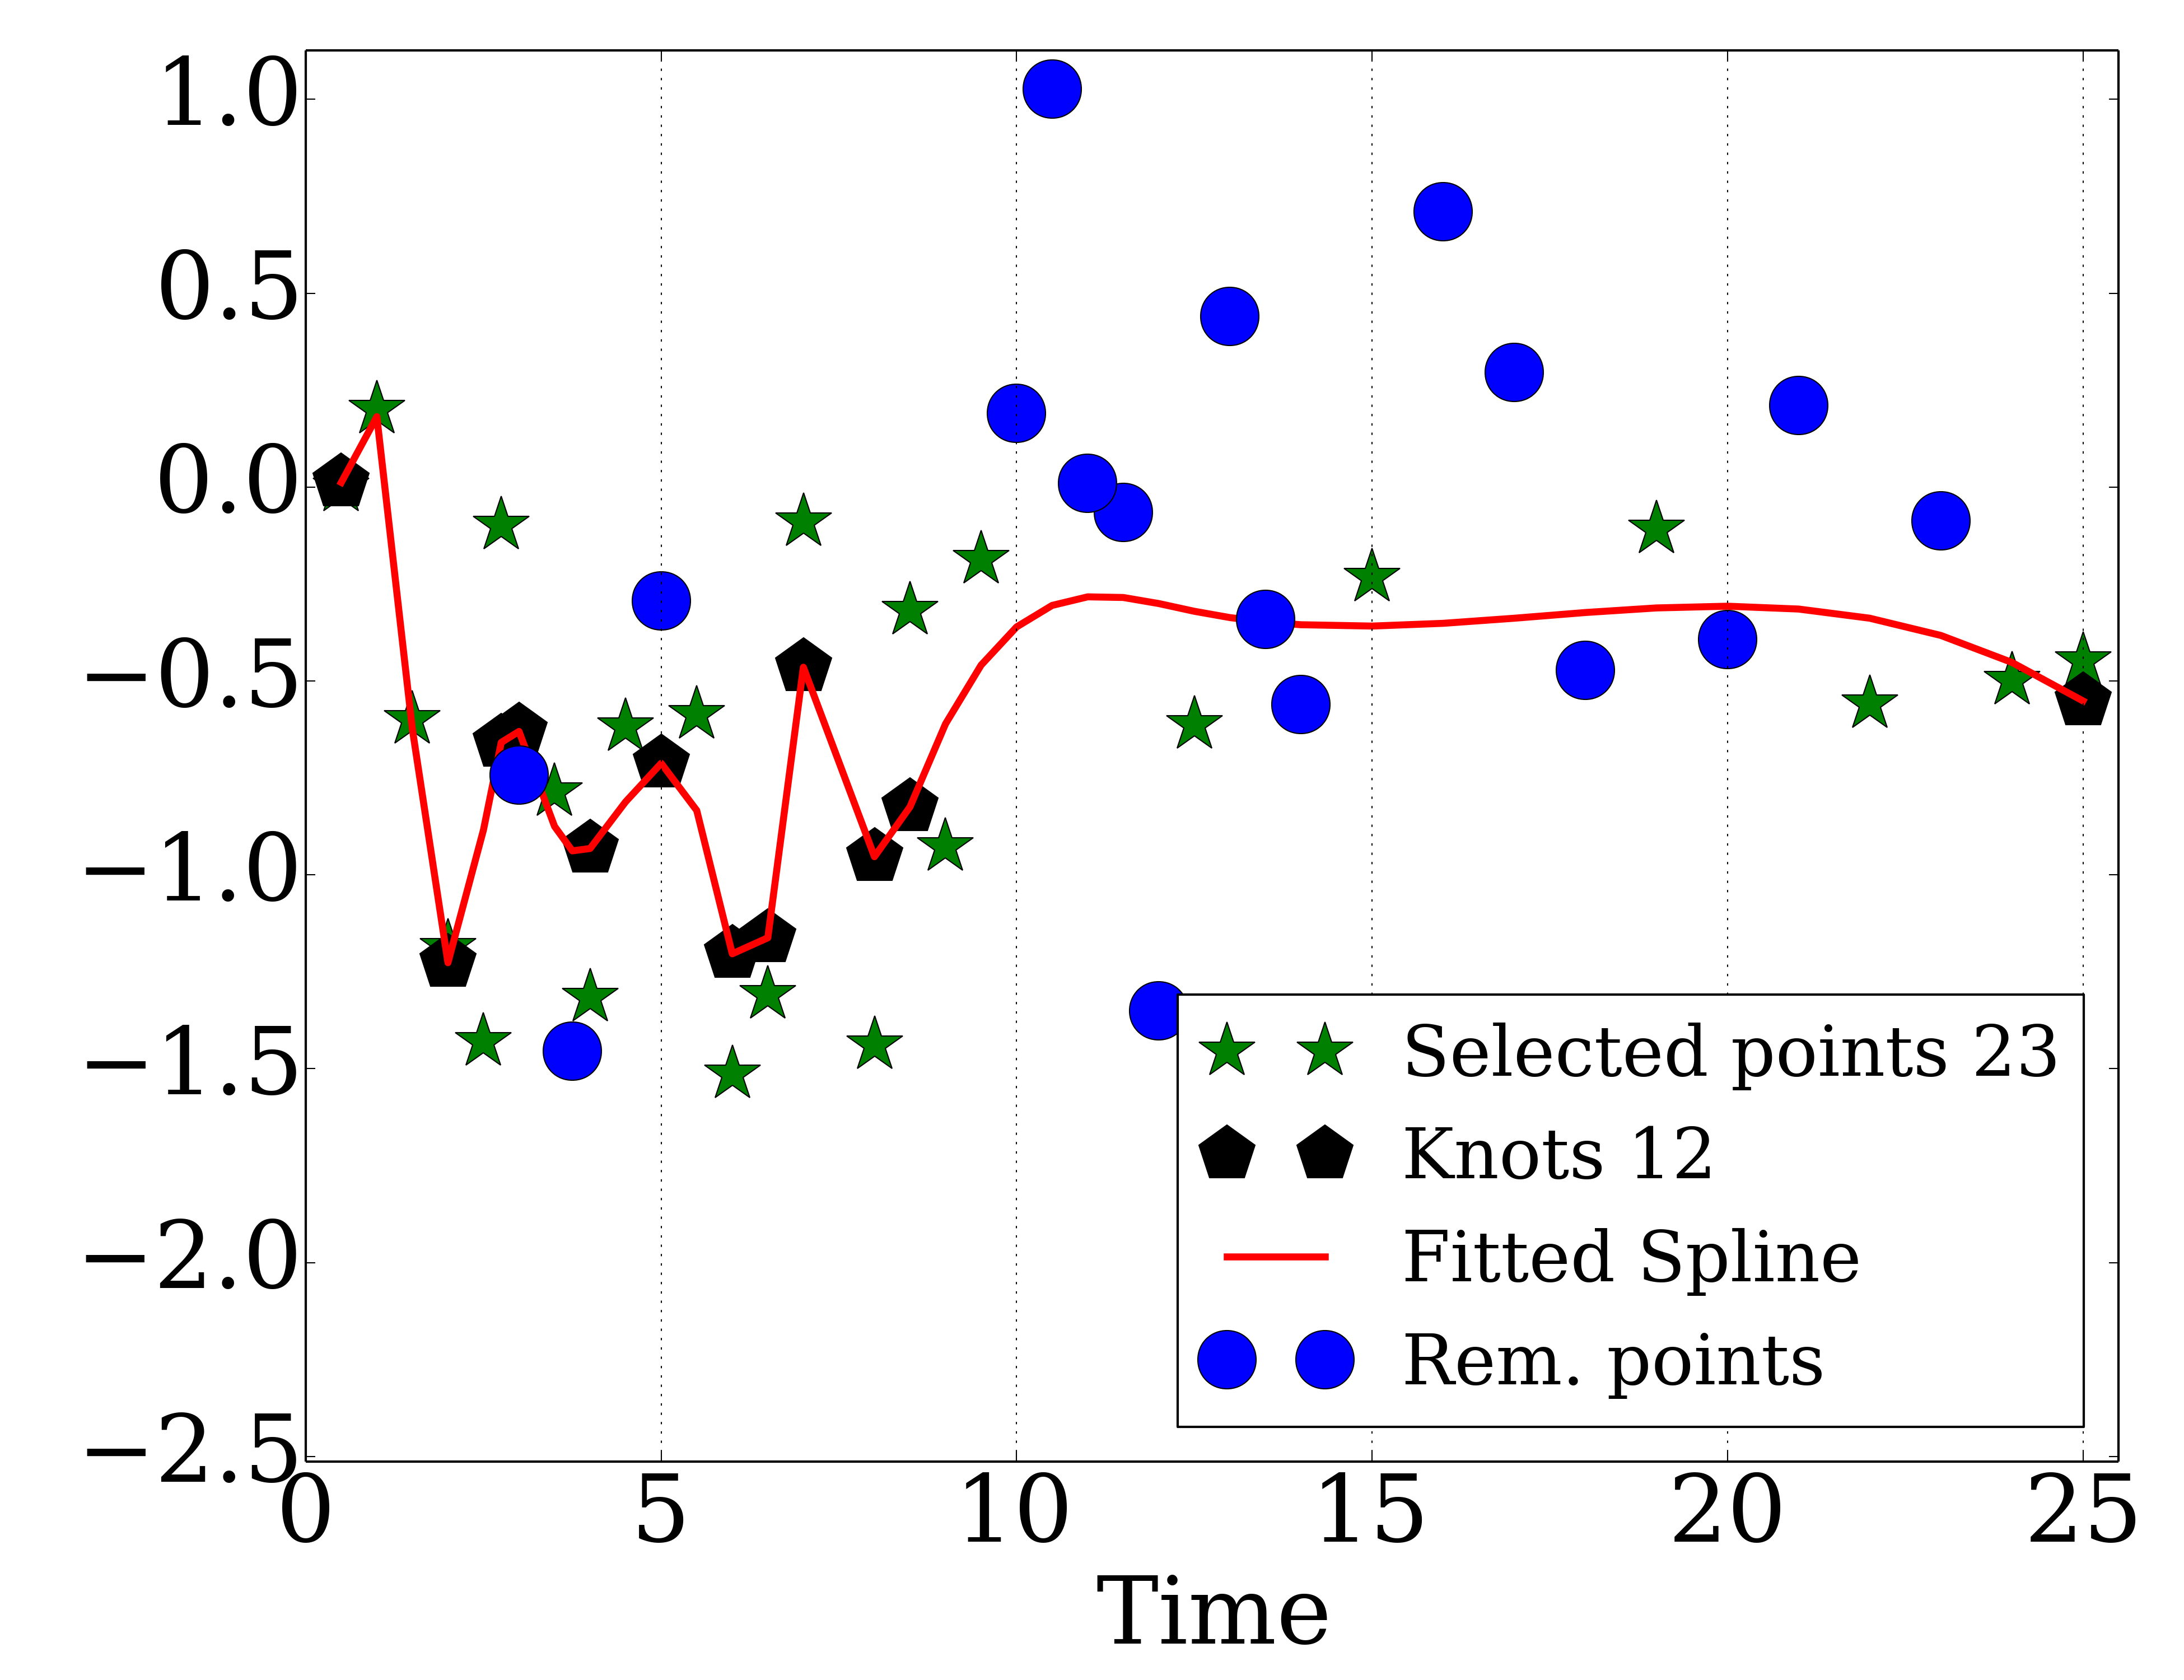 1.0
0.5
0.0
−0.5
−1.0
−1.5
−2.0
−2.5
Selected points 23
Knots 12
Fitted Spline
Rem. points
0 5 10 15 20 25
Time